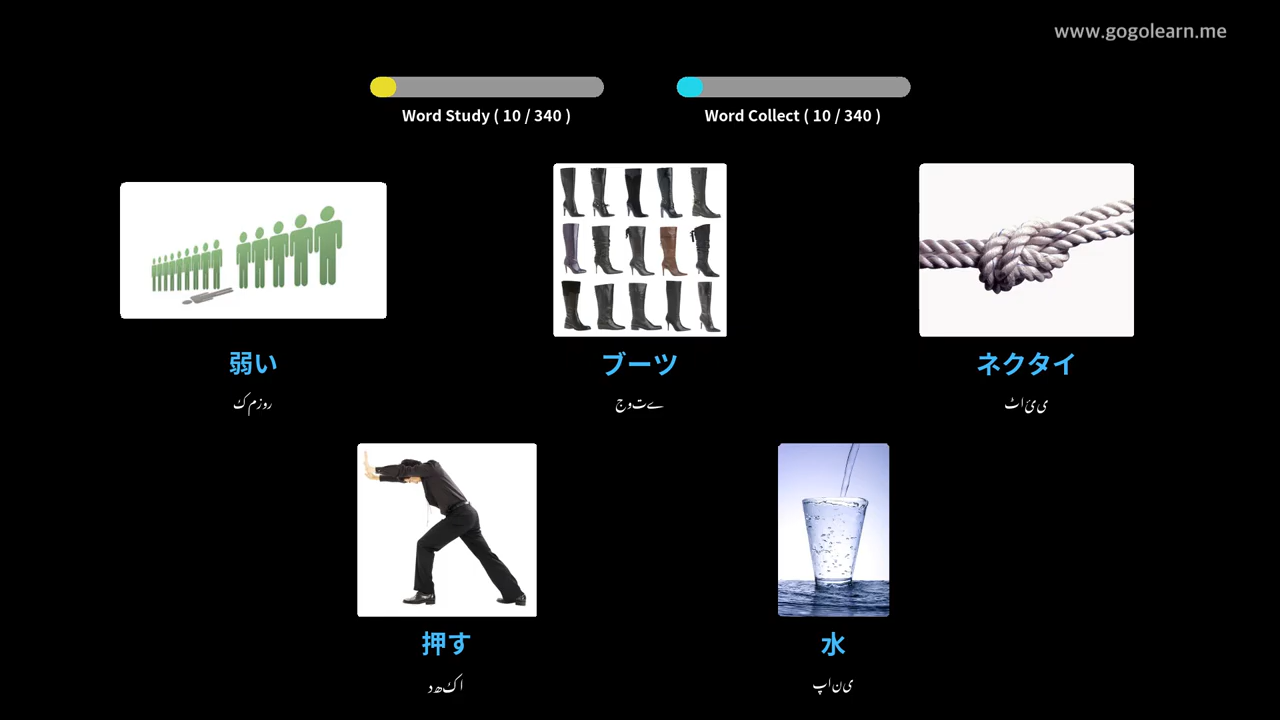 www.gogolearn.me
Word Study ( 10 / 340 )
Word Collect ( 10 / 340 )
弱い
ブーツ
ネクタイ
کمزور
جوتے
ٹائی
押す
水
دھکا
پانی